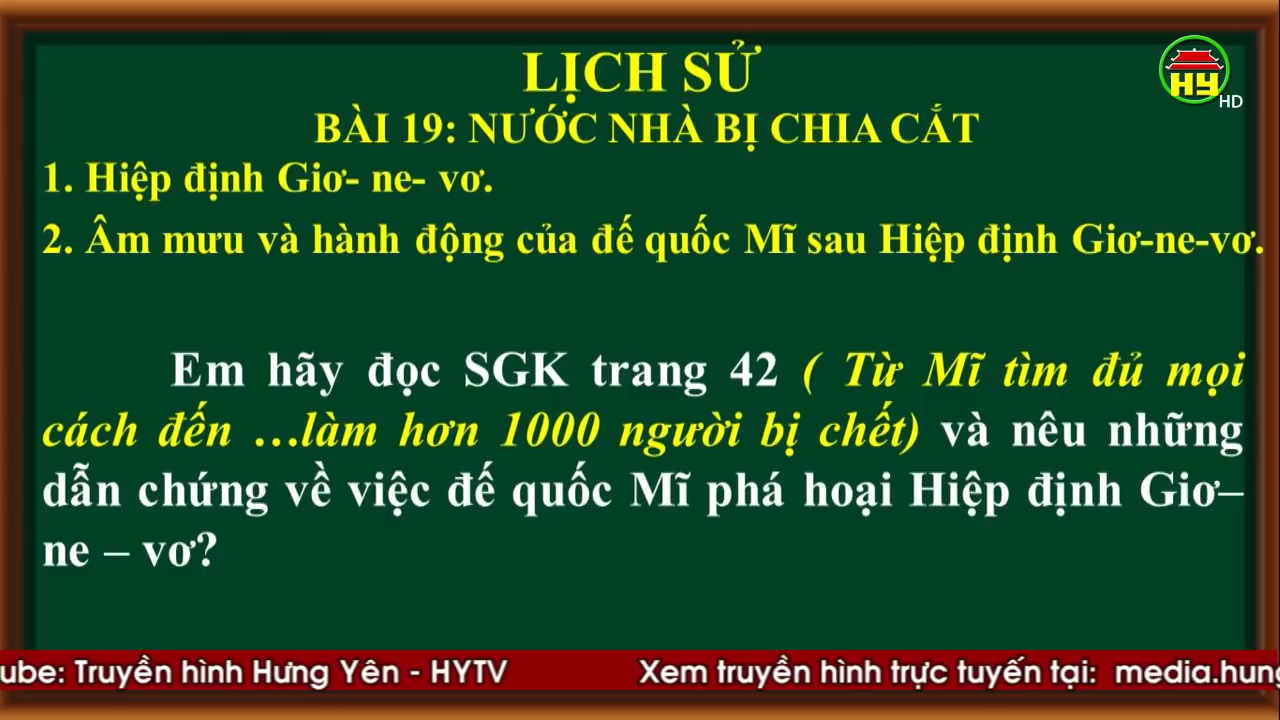 LỊCH SỬ
HY
HD
BÀI 19: NƯỚC NHÀ BỊ CHIA CẮT
1. Hiệp định Giơ- ne- vơ.
2. Âm mưu và hành động của đế quốc Mĩ sau Hiệp định Giơ-ne-vơ.
Em hãy đọc SGK trang 42 ( Từ Mĩ tìm đủ mọi
cách đến ...làm hơn 1000 người bị chết) và nêu những
dẫn chứng về việc đế quốc Mĩ phá hoại Hiệp định Giơ–
ne – vơ?
ube: Truyền hình Hưng Yên - HYTV Xem truyền hình trực tuyến tại: media.hung